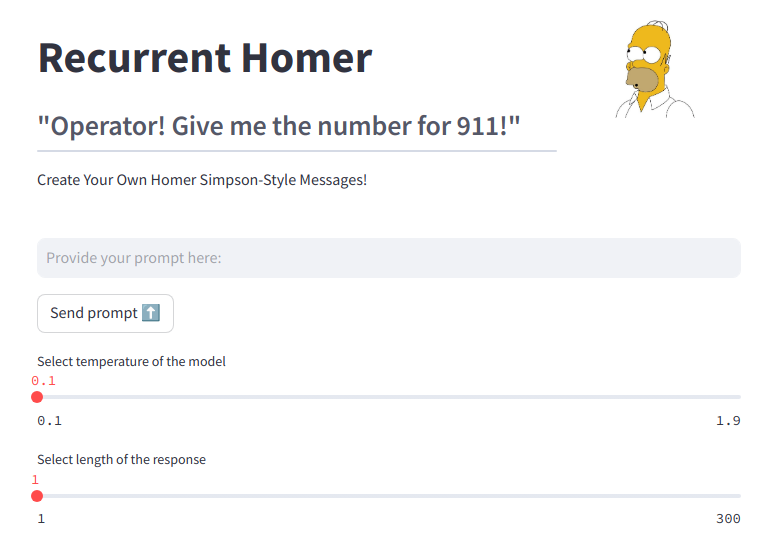 Recurrent Homer
"Operator! Give me the number for 911!"
Create Your Own Homer Simpson-Style Messages!
Provide your prompt here:
Send prompt ⬆️
Select temperature of the model
0.1
0.1 1.9
Select length of the response
1
1 300